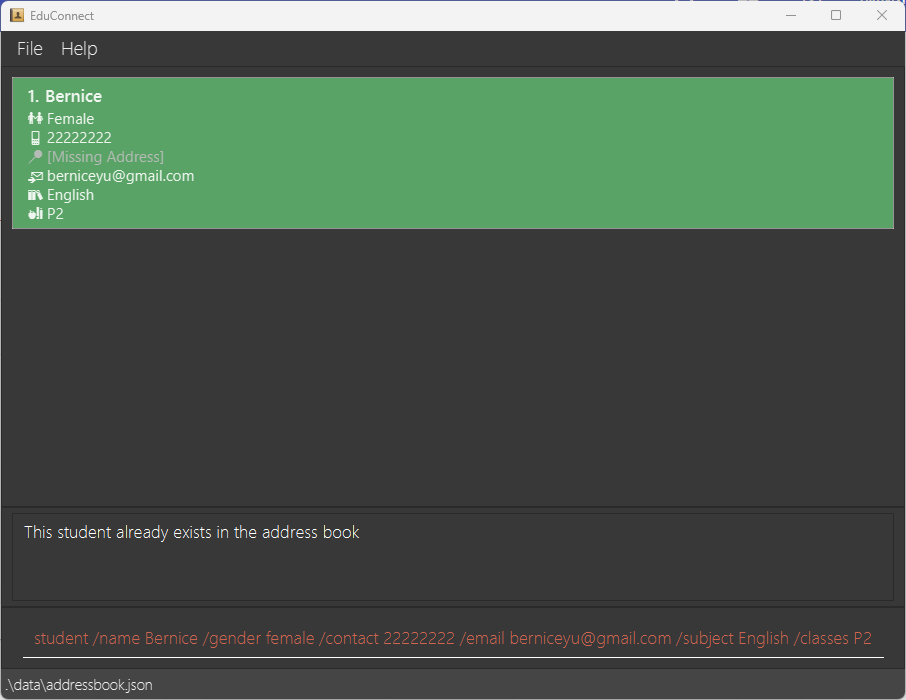 EduConnect
File Help
1. Bernice
Female
22222222
[Missing Address]
berniceyu@gmail.com
English
P2
This student already exists in the address book
student /name Bernice /gender female /contact 22222222 /email berniceyu@gmail.com /subject English /classes P2
.\data\addressbook.json